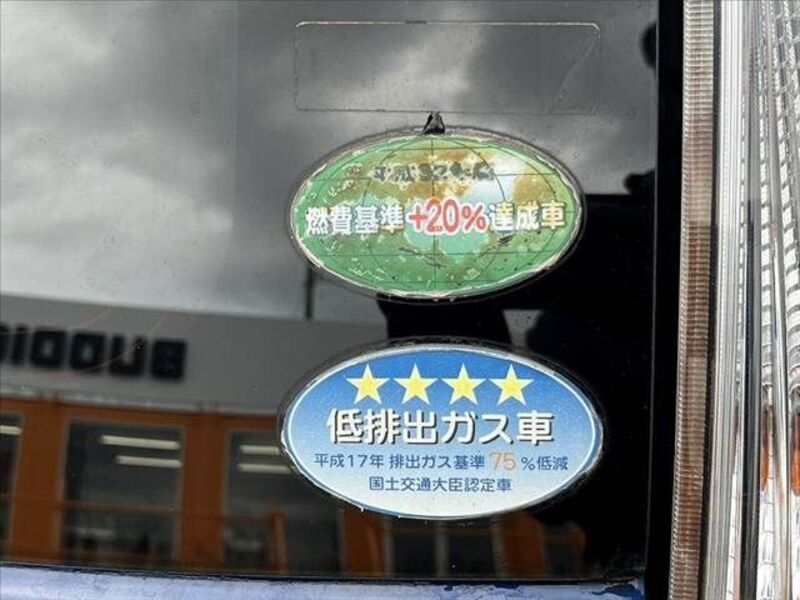 燃費基準+20%達成車
低排出ガス車
平成17年 排出ガス基準 75 %低減
国土交通大臣認定車